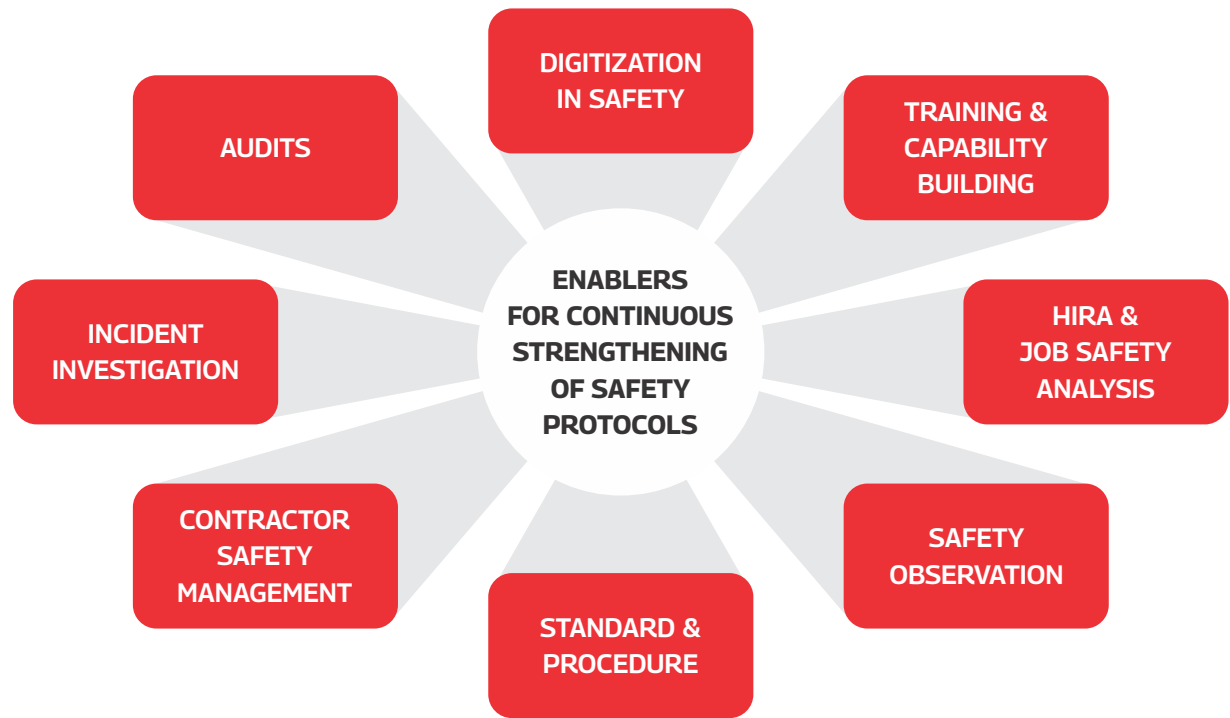 DIGITIZATION
IN SAFETY
TRAINING &
CAPABILITY
BUILDING
HIRA &
JOB SAFETY
ANALYSIS
SAFETY
OBSERVATION
STANDARD &
PROCEDURE
CONTRACTOR
SAFETY
MANAGEMENT
INCIDENT
INVESTIGATION
AUDITS
ENABLERS
FOR CONTINUOUS
STRENGTHENING
OF SAFETY
PROTOCOLS